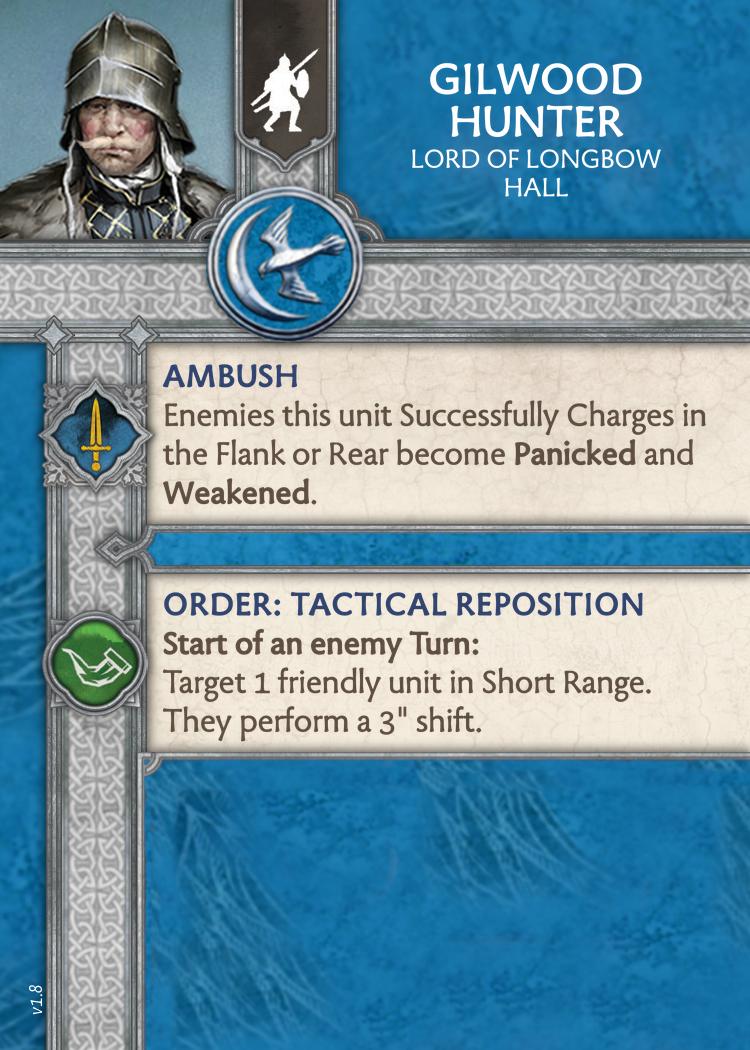 GILWOOD
HUNTER
LORD OF LONGBOW
HALL
AMBUSH
Enemies this unit Successfully Charges in
the Flank or Rear become Panicked and
Weakened.
ORDER: TACTICAL REPOSITION
Start of an enemy Turn:
Target 1 friendly unit in Short Range.
They perform a 3" shift.
v1.8